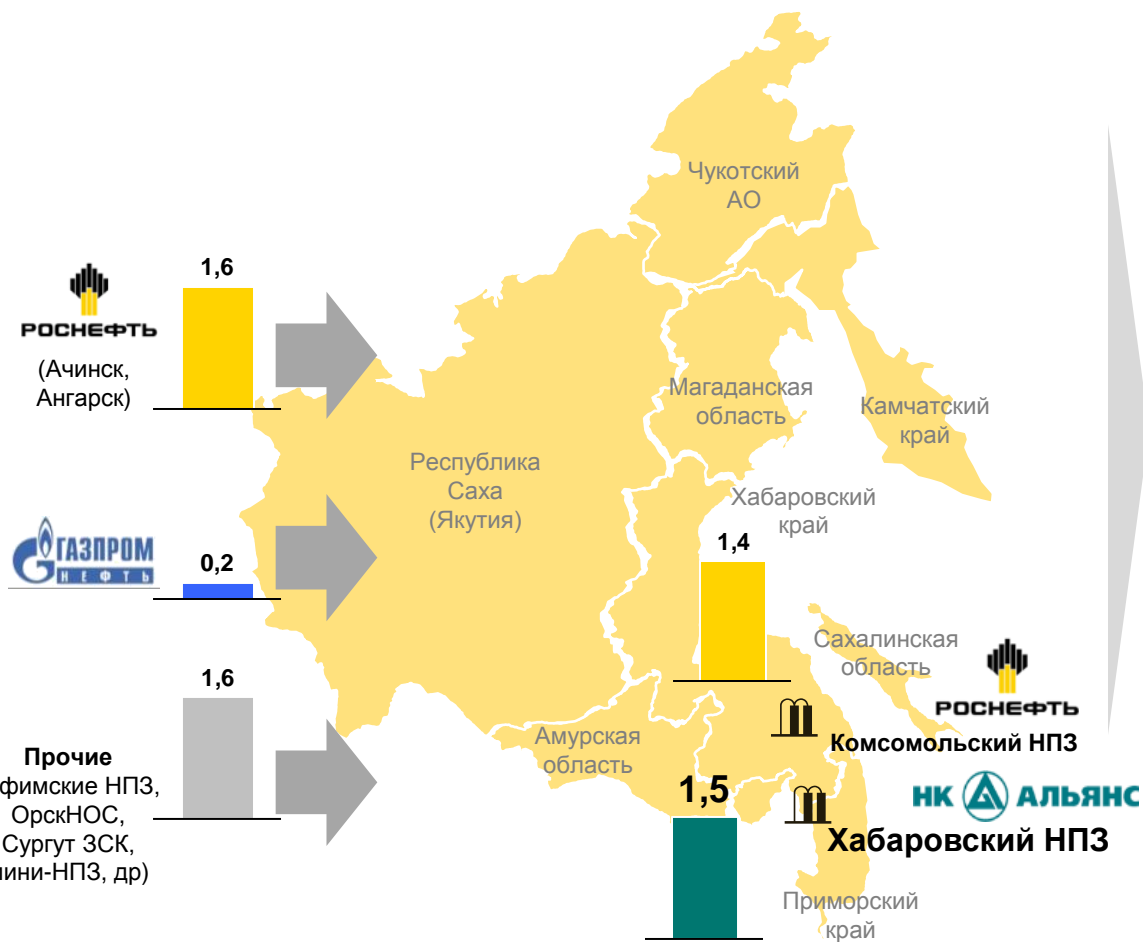 Чукотский
АО
1,6
РОСНЕФТЬ
(Ачинск,
Ангарск)
Магаданская
область
Камчатский
край
Республика
Саха
(Якутия)
Хабаровский
край
ГАЗПРОМ
НЕФТЬ
0,2
1,4
Сахалинская
область
РОСНЕФТЬ
1,6
Комсомольский НПЗ
Амурская
область
Прочие
фимские НПЗ,
ОрскНОС,
Сургут ЗСК,
мини-НПЗ, др)
1,5
НК АЛЬЯНС
Хабаровский НПЗ
Приморский
край